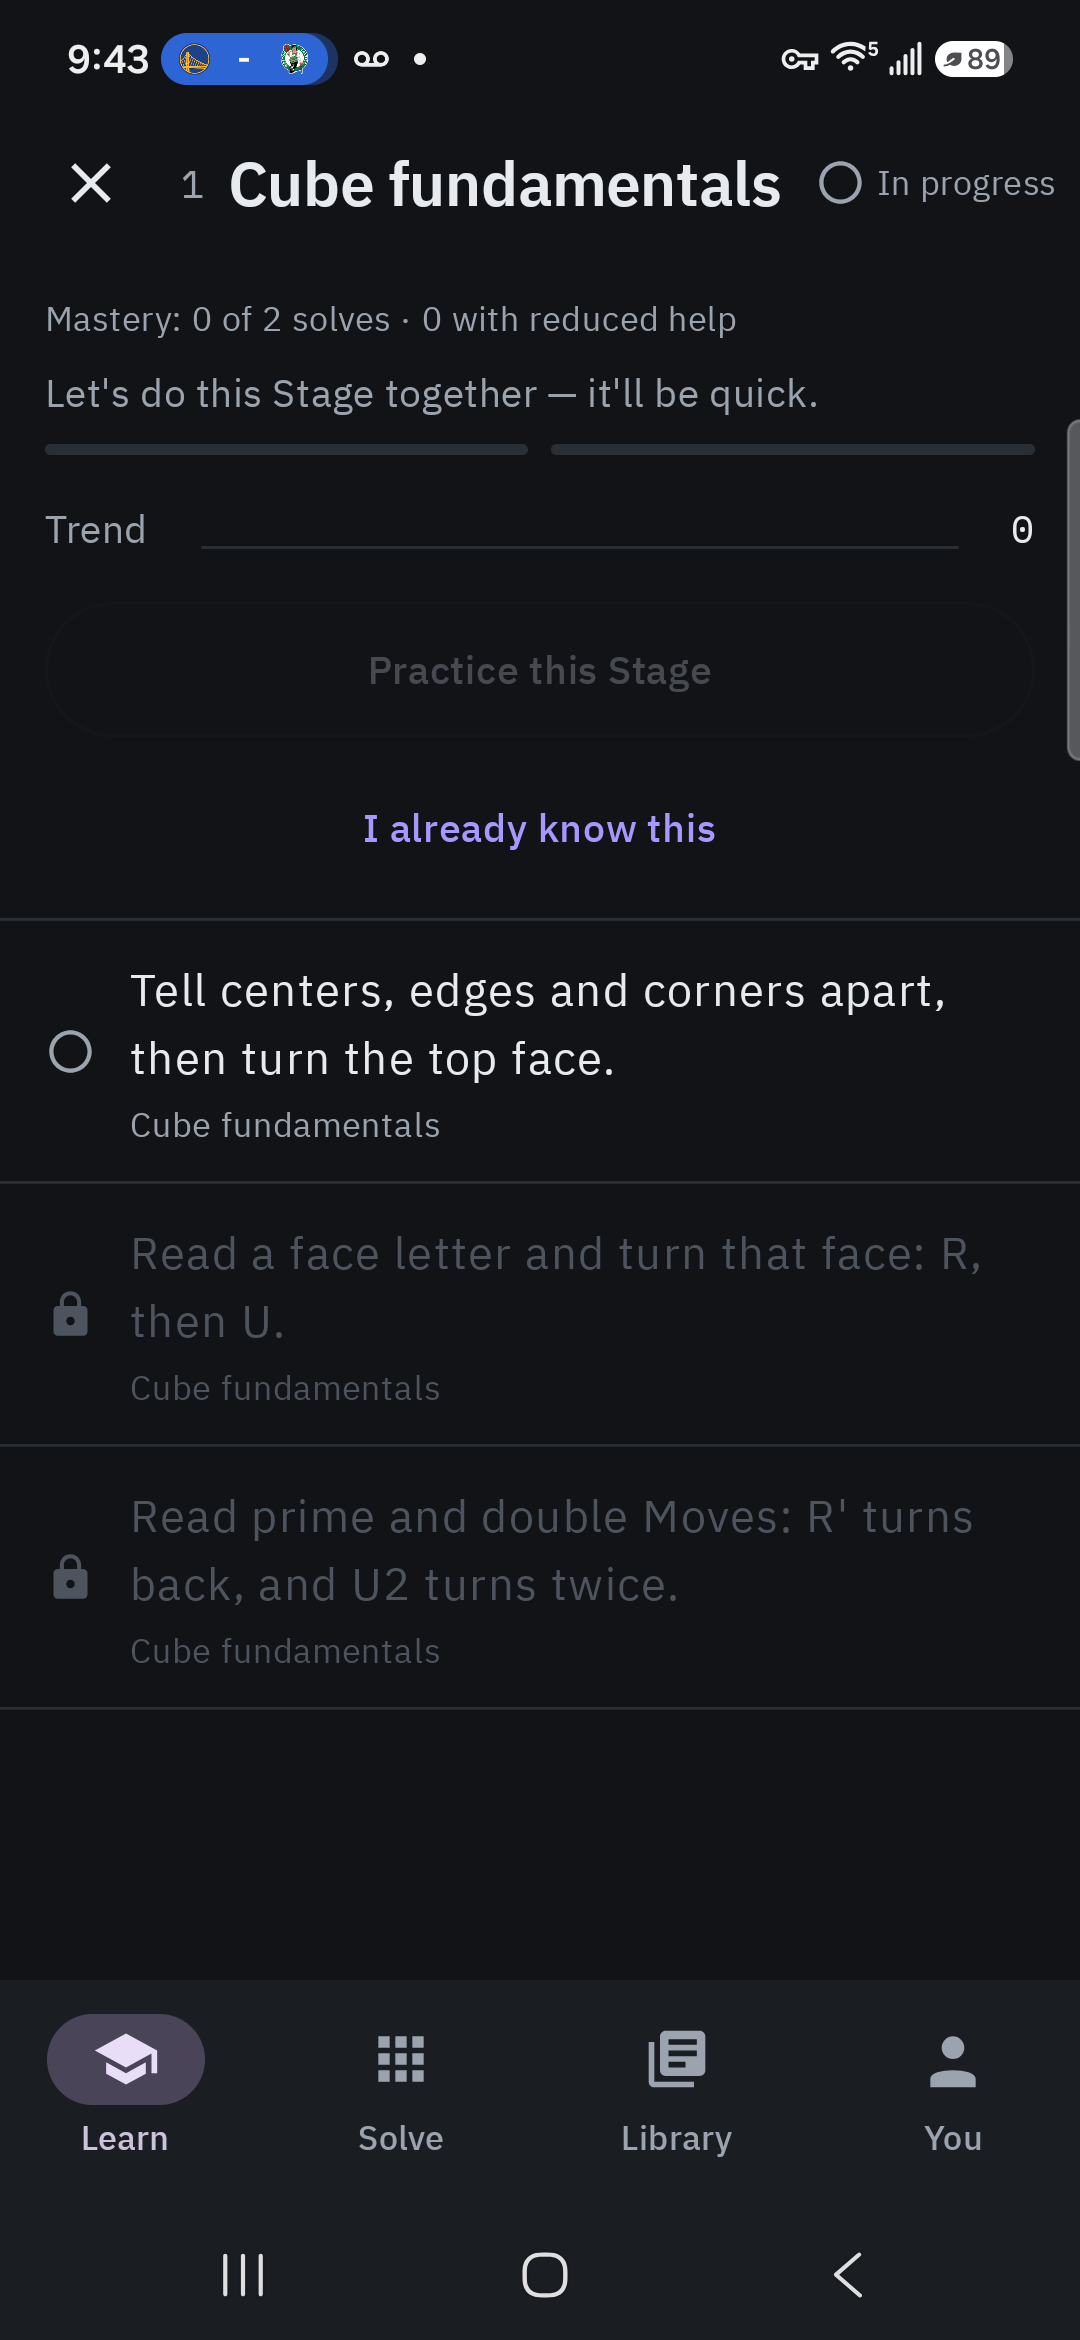 9:43
-
5
89
1 Cube fundamentals In progress
Mastery: 0 of 2 solves · 0 with reduced help
Let's do this Stage together — it'll be quick.
Trend 0
Practice this Stage
I already know this
Tell centers, edges and corners apart,
then turn the top face.
Cube fundamentals
Read a face letter and turn that face: R,
then U.
Cube fundamentals
Read prime and double Moves: R' turns
back, and U2 turns twice.
Cube fundamentals
Learn Solve Library You